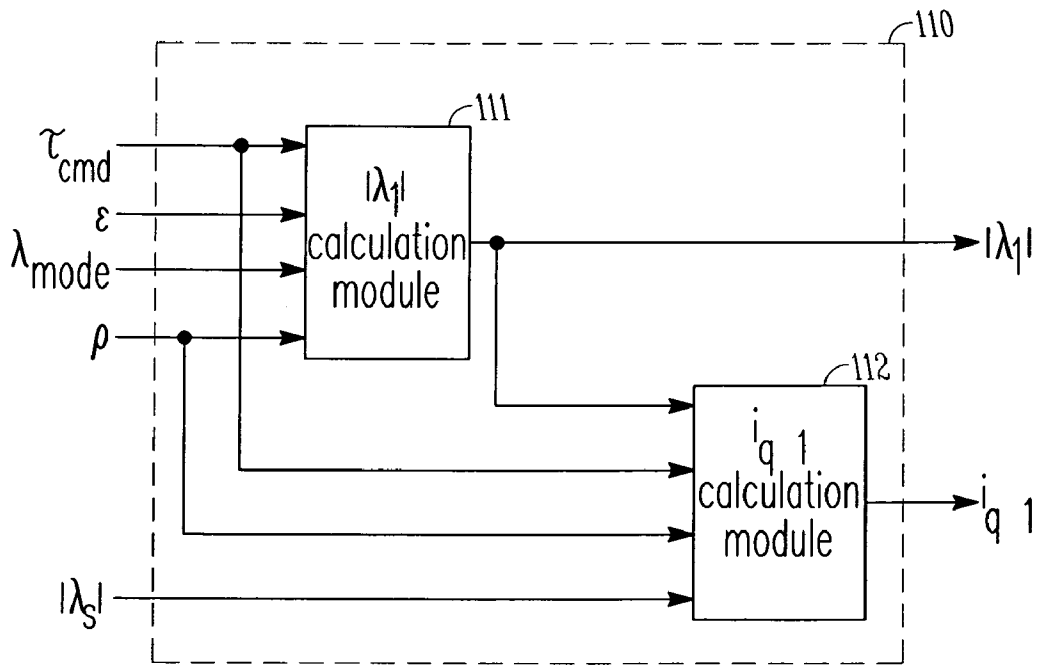 110
111
τcmd
ε
λmode
ρ
|λ1|
calculation
module
|λ1|
112
iq 1
calculation
module
iq 1
|λS|